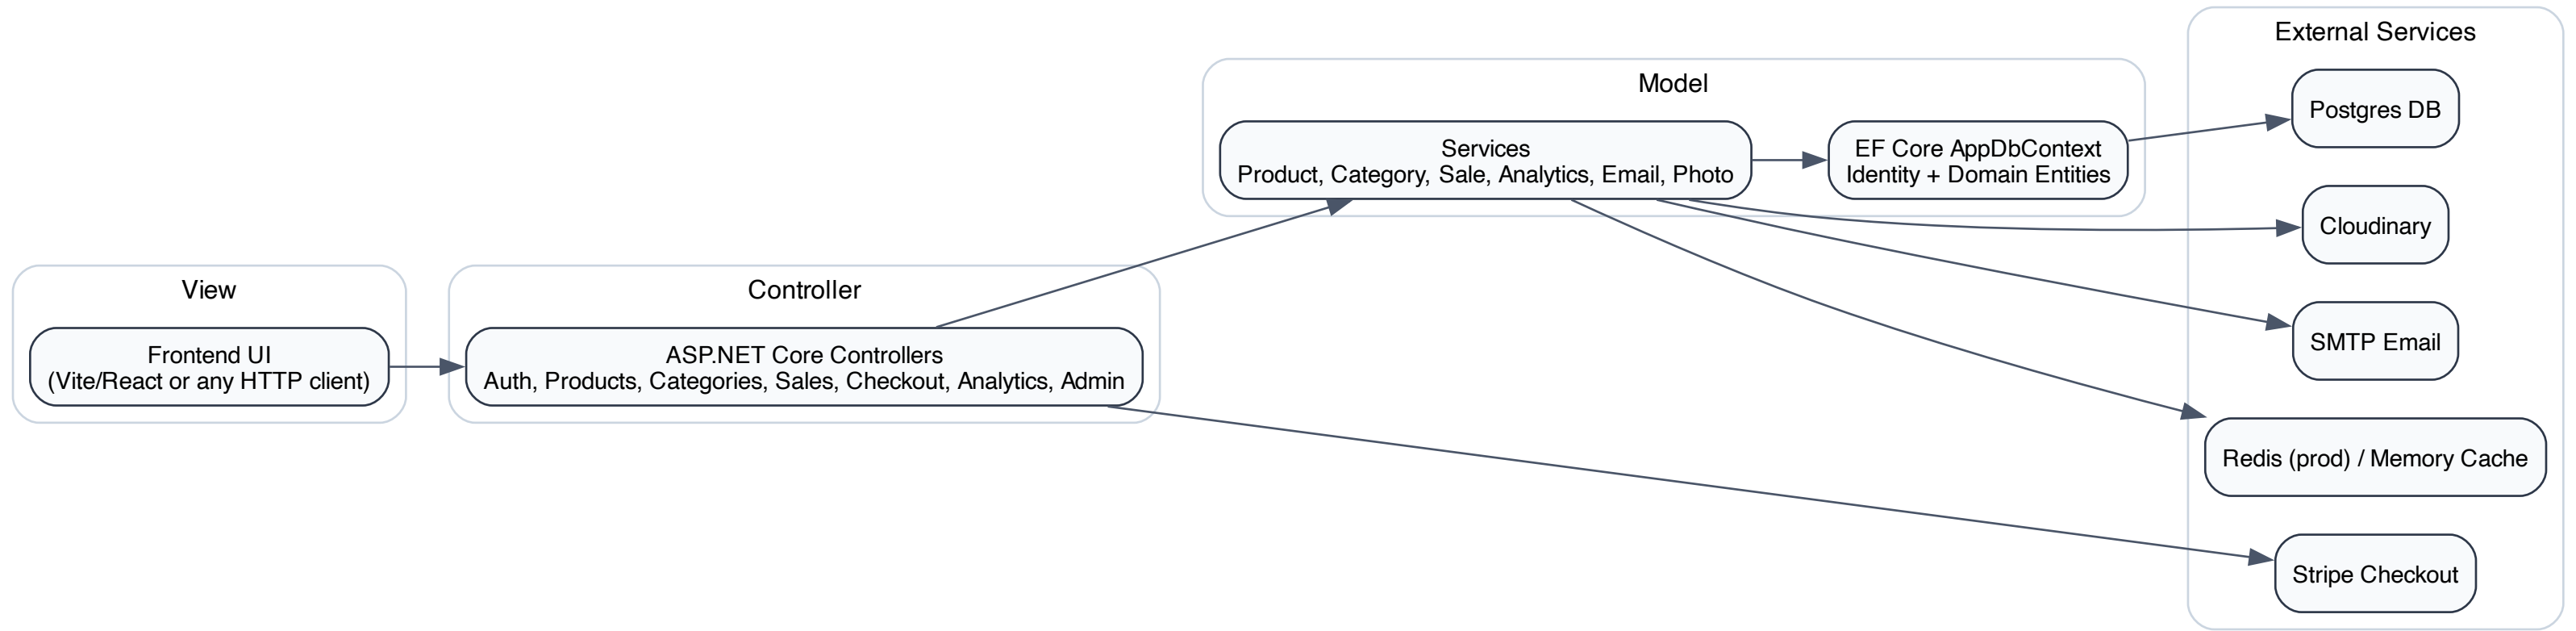 View
Frontend UI
(Vite/React or any HTTP client)
Controller
ASP.NET Core Controllers
Auth, Products, Categories, Sales, Checkout, Analytics, Admin
Model
Services
Product, Category, Sale, Analytics, Email, Photo
EF Core AppDbContext
Identity + Domain Entities
External Services
Postgres DB
Cloudinary
SMTP Email
Redis (prod) / Memory Cache
Stripe Checkout